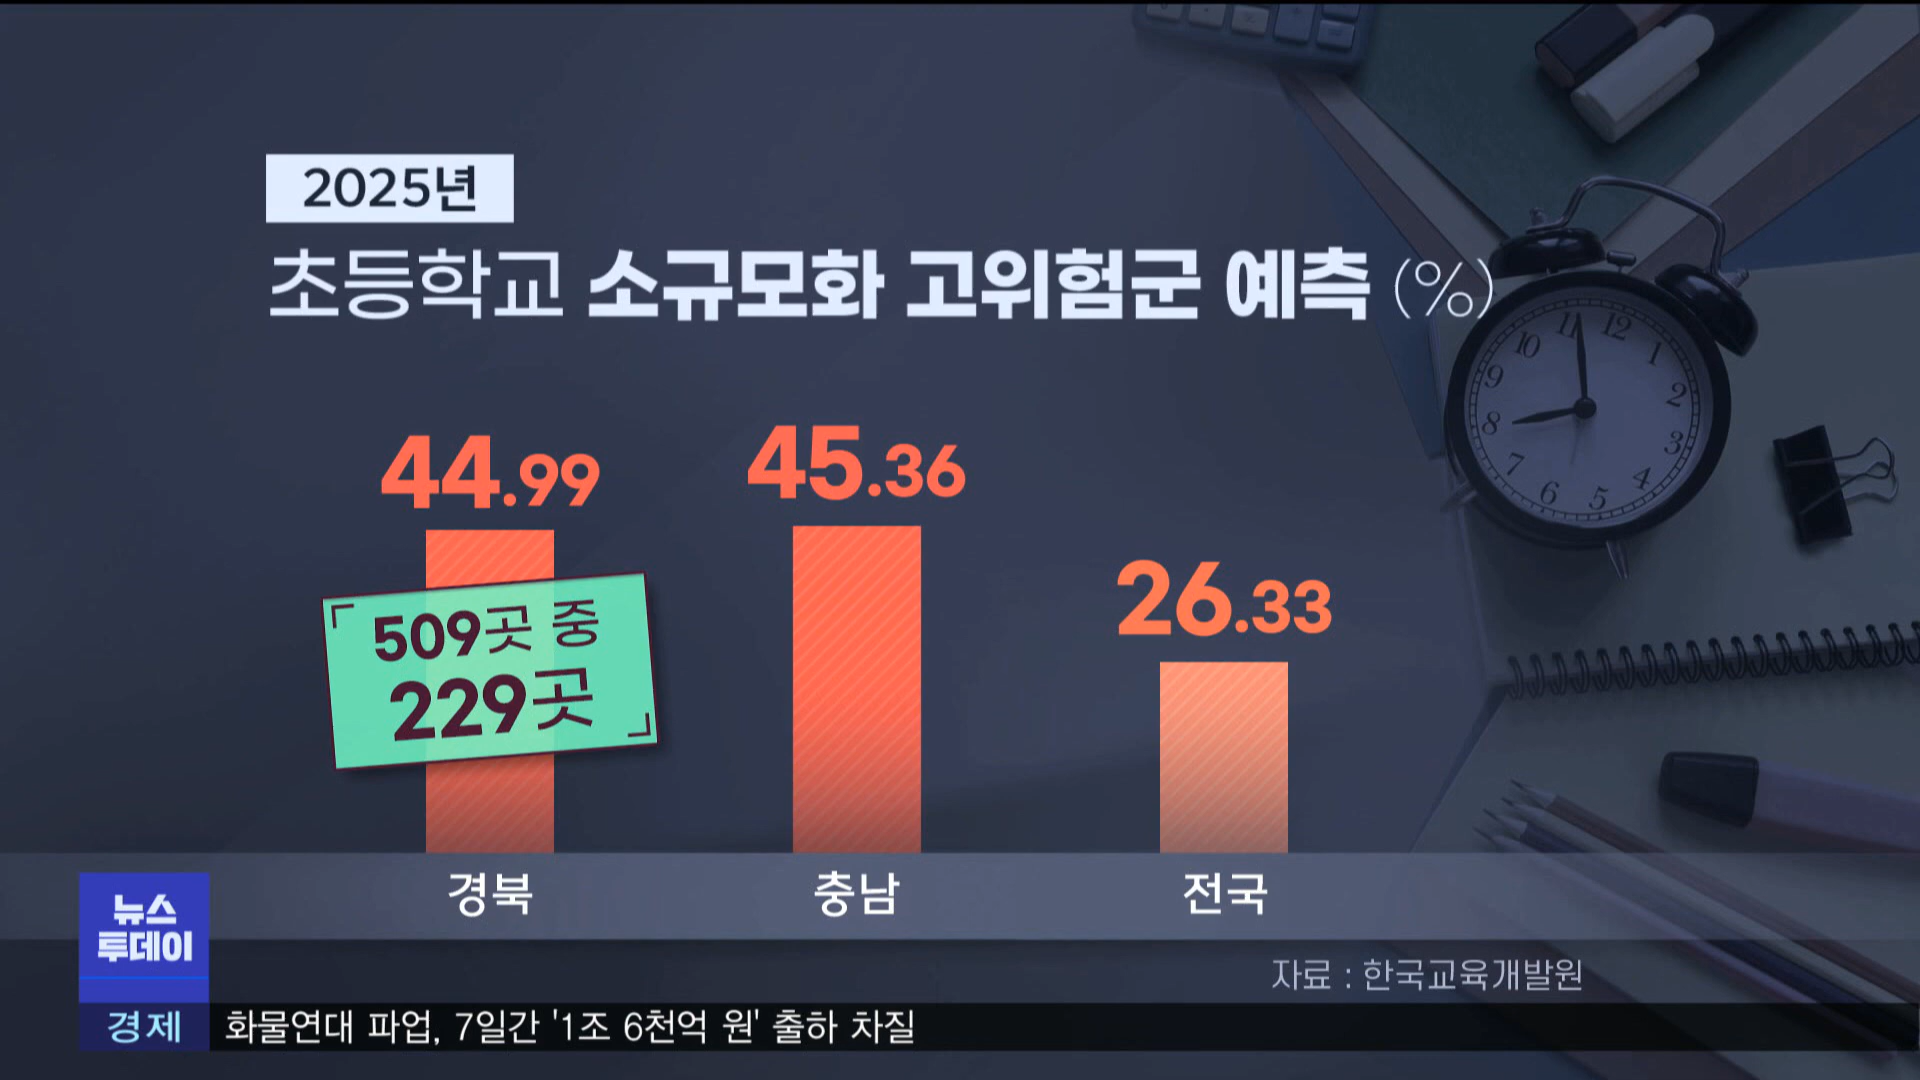 2025년
초등학교 소규모화 고위험군 예측 (%)
44.99
45.36
26.33
509곳 중
229곳
경북
충남
전국
자료 : 한국교육개발원
뉴스
투데이
경제
화물연대 파업, 7일간 '1조 6천억 원' 출하 차질